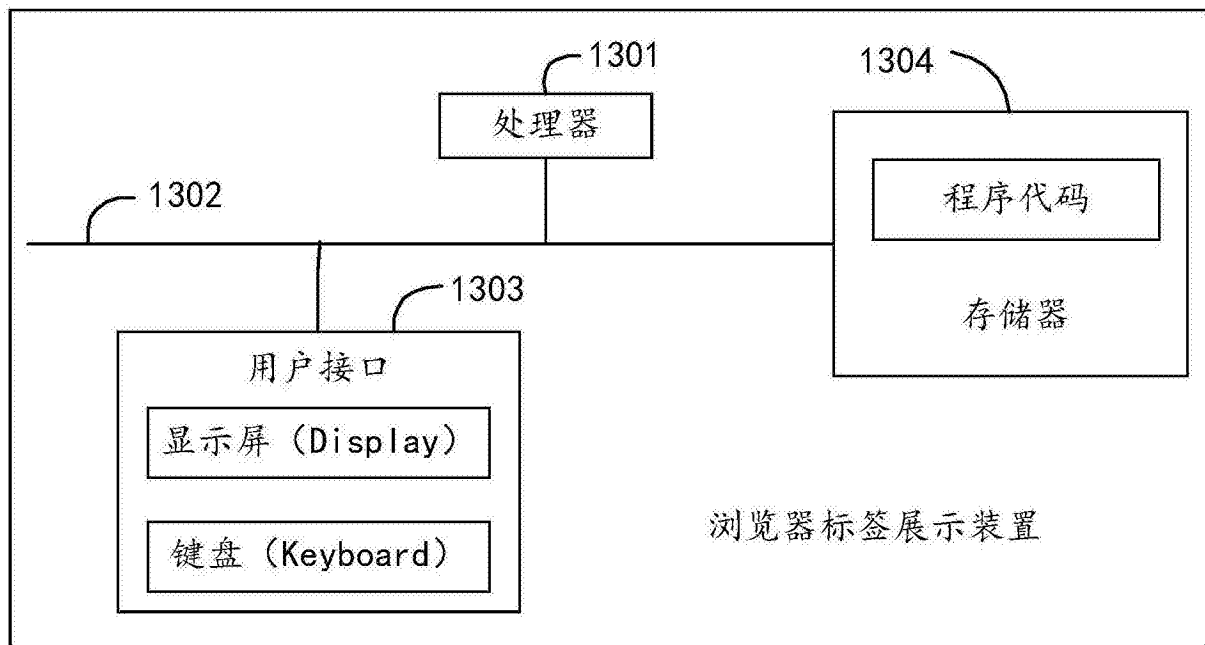 1301
处理器
1304
程序代码
存储器
1302
1303
用户接口
显示屏（Display）
键盘（Keyboard）
浏览器标签展示装置